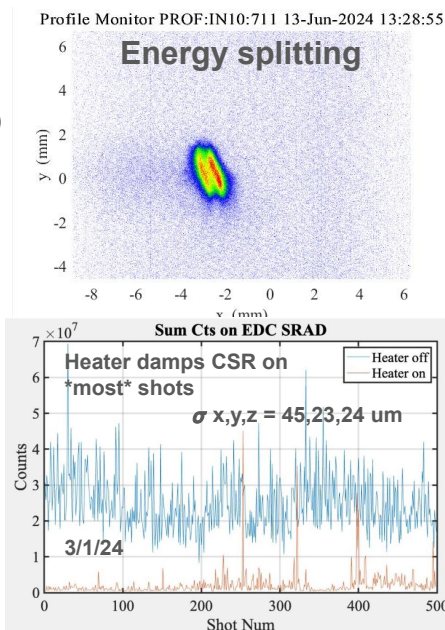 Profile Monitor PROF:IN10:711 13-Jun-2024 13:28:55
Energy splitting
6
4
2
0
-2
-4
y (mm)
-8 -6 -4 -2 0 2 4 6
x (mm)
Sum Cts on EDC SRAD
7 ×10^7
6
5
4
3
2
1
0
Counts
Heater damps CSR on
*most* shots
Heater off
Heater on
σ x,y,z = 45,23,24 um
3/1/24
0 100 200 300 400 500
Shot Num